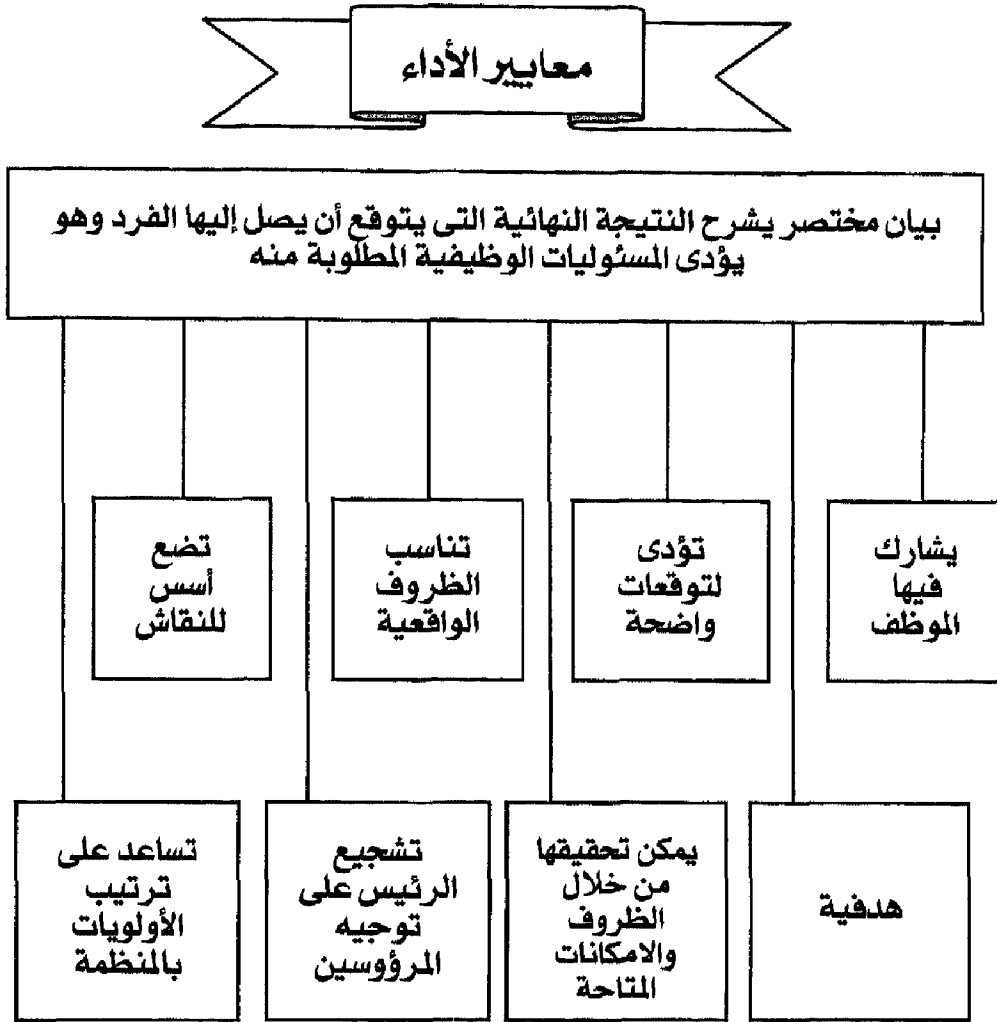 معايير الأداء
بيان مختصر يشرح النتيجة النهائية التى يتوقع أن يصل إليها الفرد وهو
يؤدى المسئوليات الوظيفية المطلوبة منه
يشارك
فيها
الموظف
تؤدى
لتوقعات
واضحة
تناسب
الظروف
الواقعية
تضع
أسس
للنقاش
هدفية
يمكن تحقيقها
من خلال
الظروف
والامكانات
المتاحة
تشجيع
الرئيس على
توجيه
المرؤوسين
تساعد على
ترتيب
الأولويات
بالمنظمة